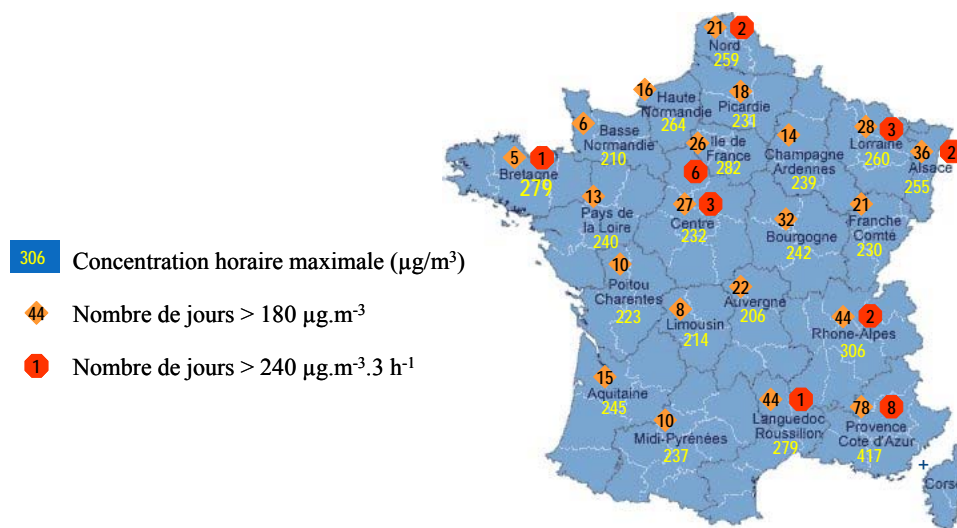 306 Concentration horaire maximale (µg/m³)
44 Nombre de jours > 180 µg.m⁻³
1 Nombre de jours > 240 µg.m⁻³.3 h⁻¹
21 2
Nord
259
16
Haute
Normandie
264
18
Picardie
231
6
Basse
Normandie
210
26
Ile de
France
282
6
14
Champagne
Ardennes
239
28 3
Lorraine
260
36 2
Alsace
255
5 1
Bretagne
279
13
Pays de
la Loire
240
27 3
Centre
232
32
Bourgogne
242
21
Franche
Comté
230
10
Poitou
Charentes
223
8
Limousin
214
22
Auvergne
206
44 2
Rhone-Alpes
306
15
Aquitaine
245
10
Midi-Pyrénées
237
44 1
Languedoc
Roussillon
279
78 8
Provence
Cote d'Azur
417
+
Corse